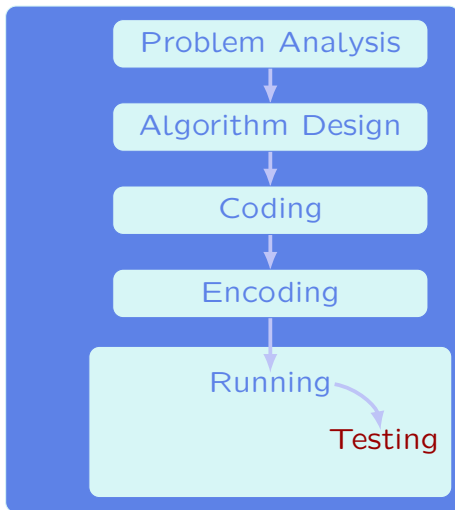 Problem Analysis
Algorithm Design
Coding
Encoding
Running
Testing